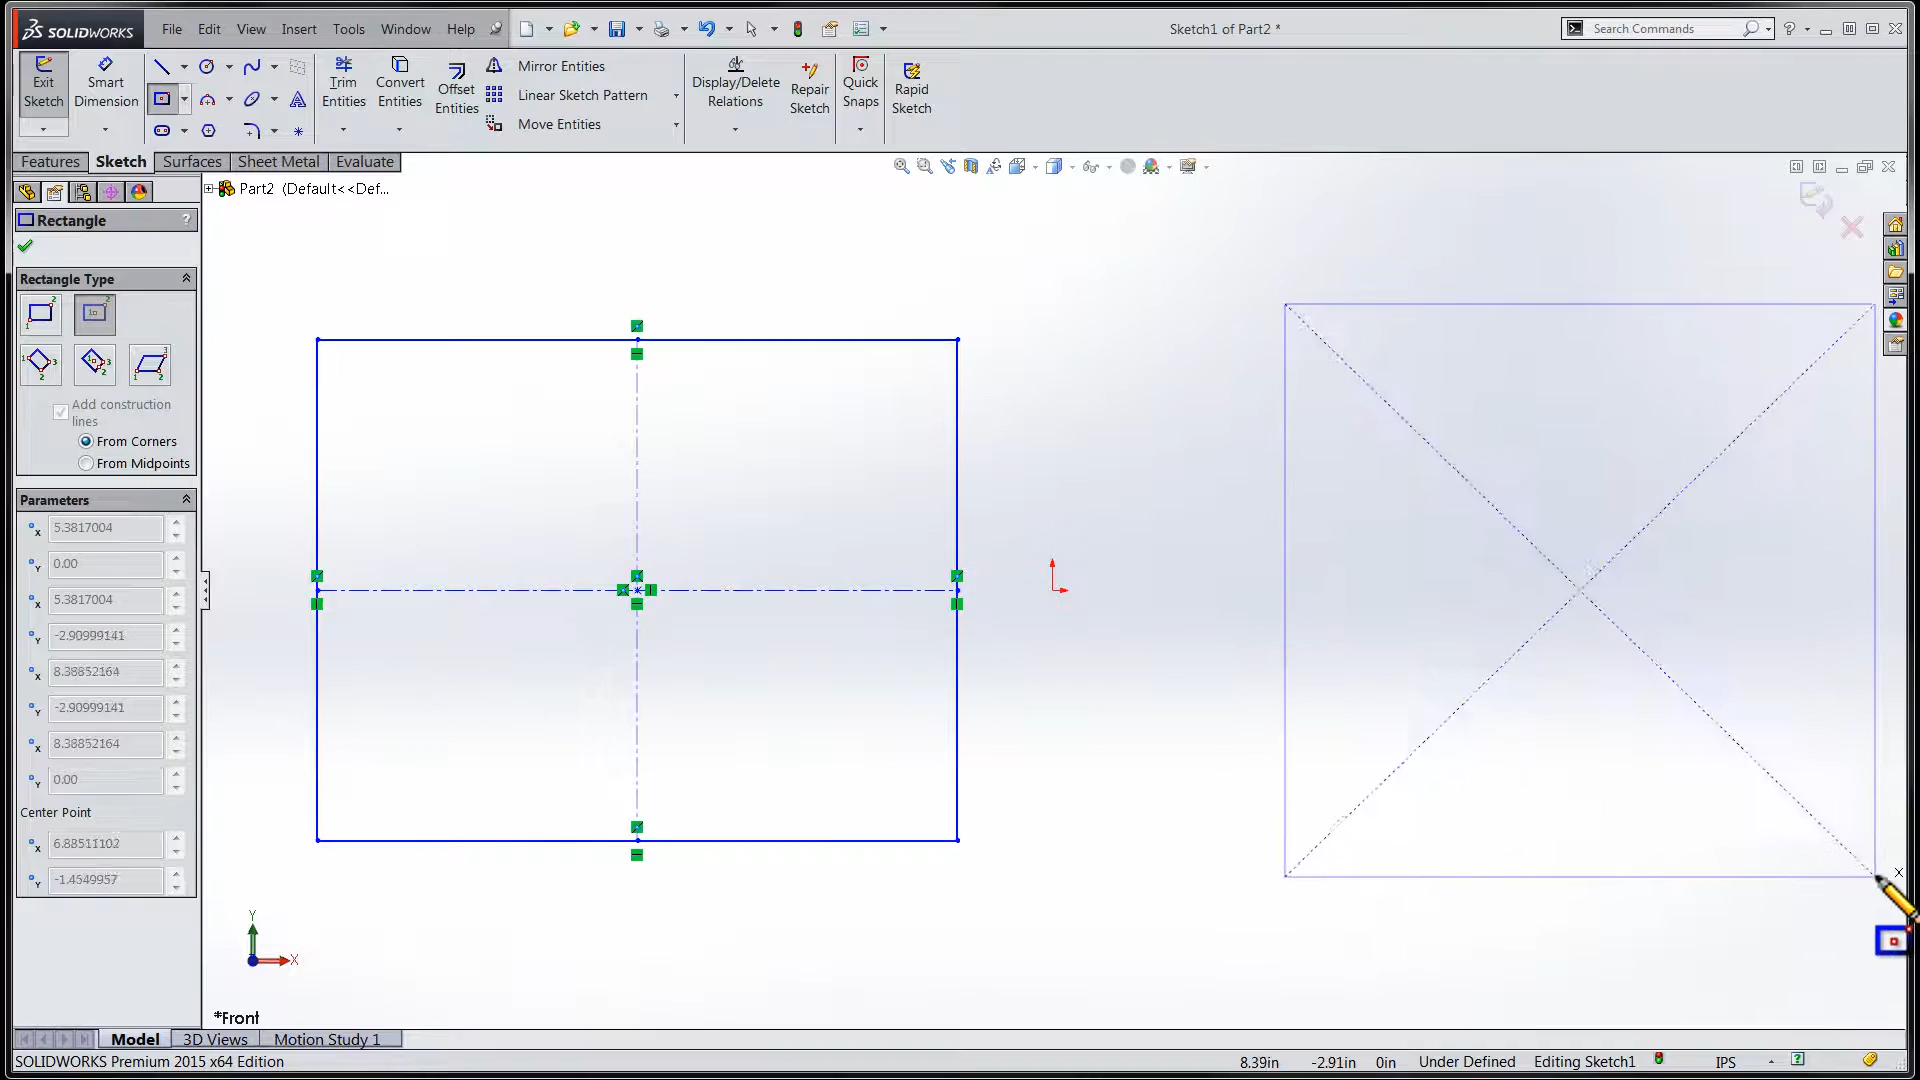 SOLIDWORKS File Edit View Insert Tools Window Help Sketch1 of Part2 * Search Commands
Exit Sketch
Smart Dimension
Trim Entities
Convert Entities
Offset Entities
Mirror Entities
Linear Sketch Pattern
Move Entities
Display/Delete Relations
Repair Sketch
Quick Snaps
Rapid Sketch
Features Sketch Surfaces Sheet Metal Evaluate
Part2 (Default<<Def...
Rectangle ?
Rectangle Type
Add construction
lines
From Corners
From Midpoints
Parameters
5.3817004
0.00
5.3817004
-2.90999141
8.38852164
-2.90999141
8.38852164
0.00
Center Point
6.88511102
-1.4549957
Y
X
*Front
Model 3D Views Motion Study 1
SOLIDWORKS Premium 2015 x64 Edition 8.39in -2.91in 0in Under Defined Editing Sketch1 IPS